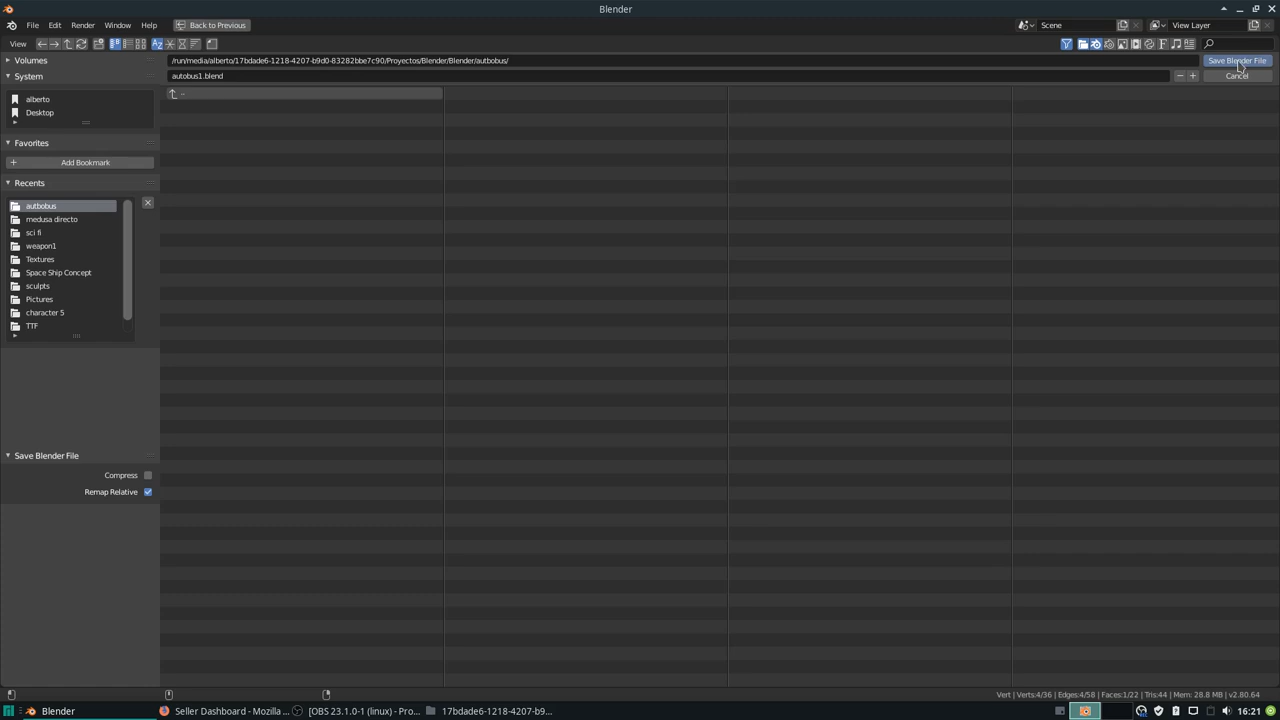 Blender
File Edit Render Window Help Back to Previous Scene View Layer
View
Volumes
/run/media/alberto/17bdade6-1218-4207-b9d0-83282bbe7c90/Proyectos/Blender/Blender/autbobus/
Save Blender File
System
autobus1.blend
Cancel
alberto
Desktop
..
Favorites
Add Bookmark
Recents
autbobus
medusa directo
sci fi
weapon1
Textures
Space Ship Concept
sculpts
Pictures
character 5
TTF
Save Blender File
Compress
Remap Relative
Vert | Verts:4/36 | Edges:4/58 | Faces:1/22 | Tris:44 | Mem: 28.8 MB | v2.80.64
Blender
Seller Dashboard - Mozilla ...
[OBS 23.1.0-1 (linux) - Pro...
17bdade6-1218-4207-b9...
16:21